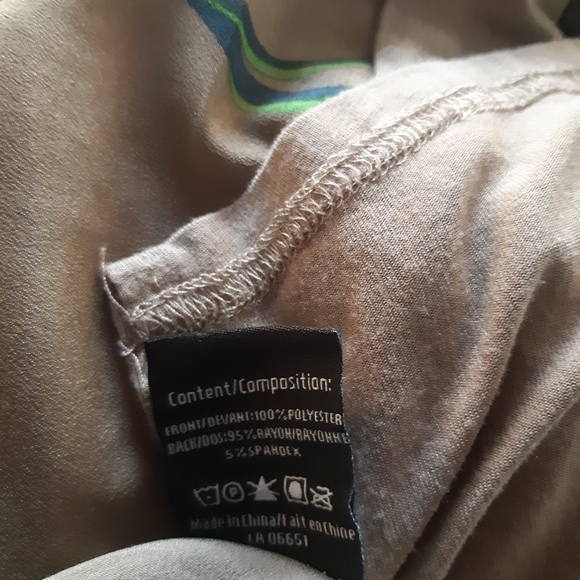 Content/Composition:
FRONT/DEVANT:100%POLYESTER
BACK/DOS:95%RAYON/RAYONNE
5%SPANDEX
Made in China/Fait en Chine
CA 06651